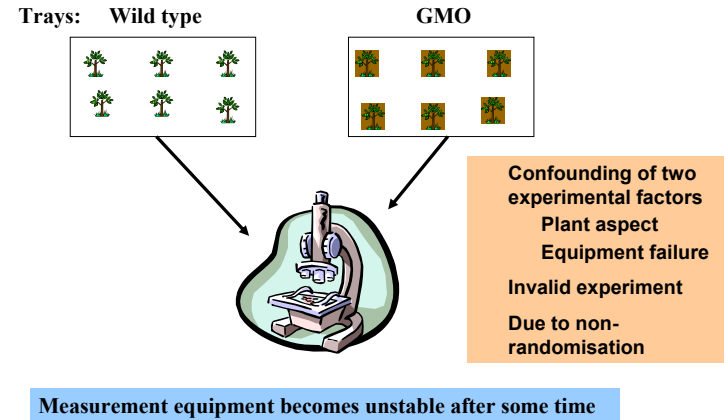 Trays: Wild type GMO
Confounding of two
experimental factors
Plant aspect
Equipment failure
Invalid experiment
Due to non-
randomisation
Measurement equipment becomes unstable after some time